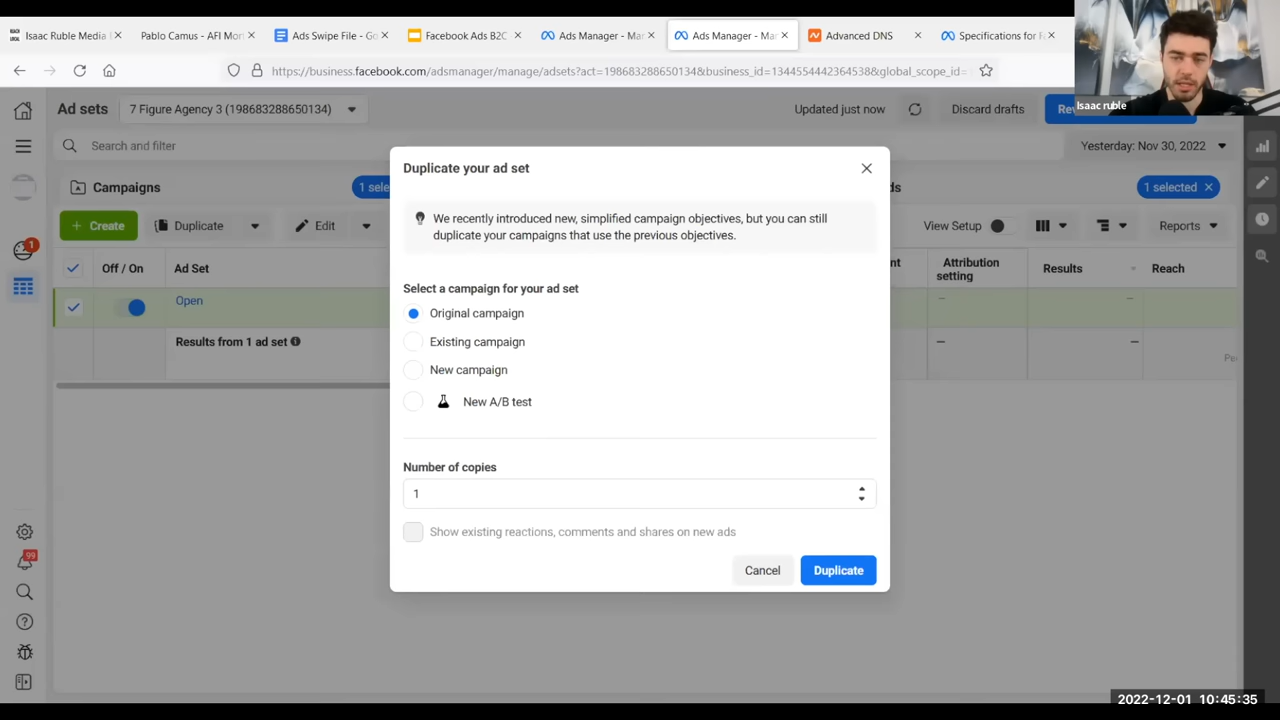 Isaac Ruble Media
Pablo Camus - AFI Mor
Ads Swipe File - Go
Facebook Ads B2C
Ads Manager - Mar
Ads Manager - Mar
Advanced DNS
Specifications for F
https://business.facebook.com/adsmanager/manage/adsets?act=198683288650134&business_id=13445544423645388&global_scope_id=
Isaac ruble
Ad sets
7 Figure Agency 3 (198683288650134)
Updated just now
Discard drafts
Search and filter
Yesterday: Nov 30, 2022
Campaigns
1 sele
ds
1 selected
Create
Duplicate
Edit
View Setup
Reports
Off / On
Ad Set
nt
Attribution
setting
Results
Reach
Open
Results from 1 ad set
Duplicate your ad set
We recently introduced new, simplified campaign objectives, but you can still
duplicate your campaigns that use the previous objectives.
Select a campaign for your ad set
Original campaign
Existing campaign
New campaign
New A/B test
Number of copies
1
Show existing reactions, comments and shares on new ads
Cancel
Duplicate
1
99
2022-12-01 10:45:35